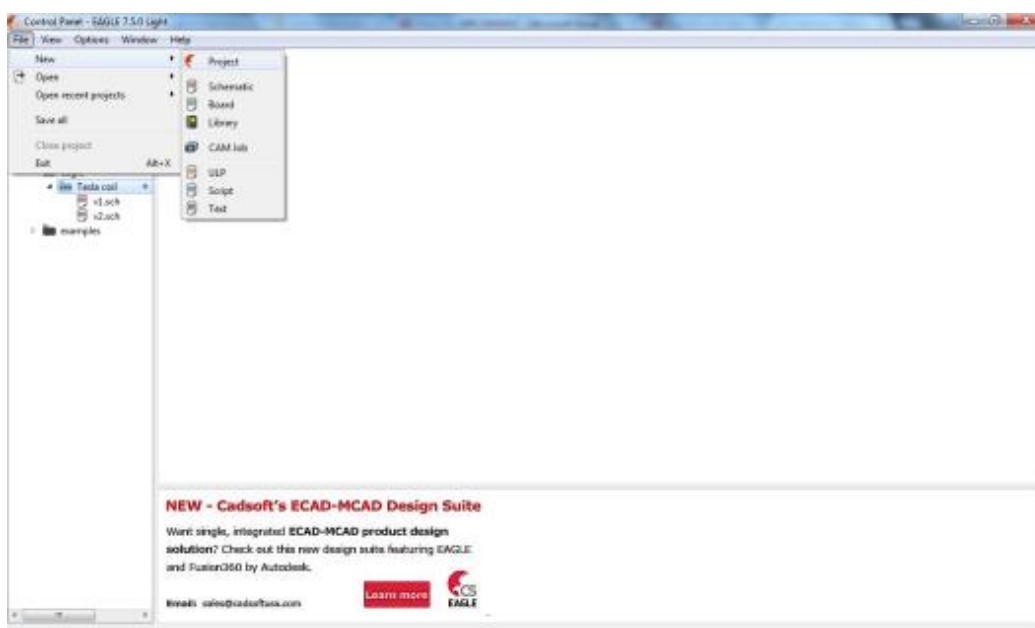 Control Panel - EAGLE 7.5.0 Light
File View Options Window Help
New
Open
Open recent projects
Save all
Close project
Exit Alt+X
Project
Schematic
Board
Library
CAM Job
ULP
Script
Text
Tesla coil
v1.sch
v2.sch
examples
NEW - Cadsoft's ECAD-MCAD Design Suite
Want single, integrated ECAD-MCAD product design
solution? Check out this new design suite featuring EAGLE
and Fusion360 by Autodesk.
Learn more
Email: sales@cadsoftusa.com
CS
EAGLE